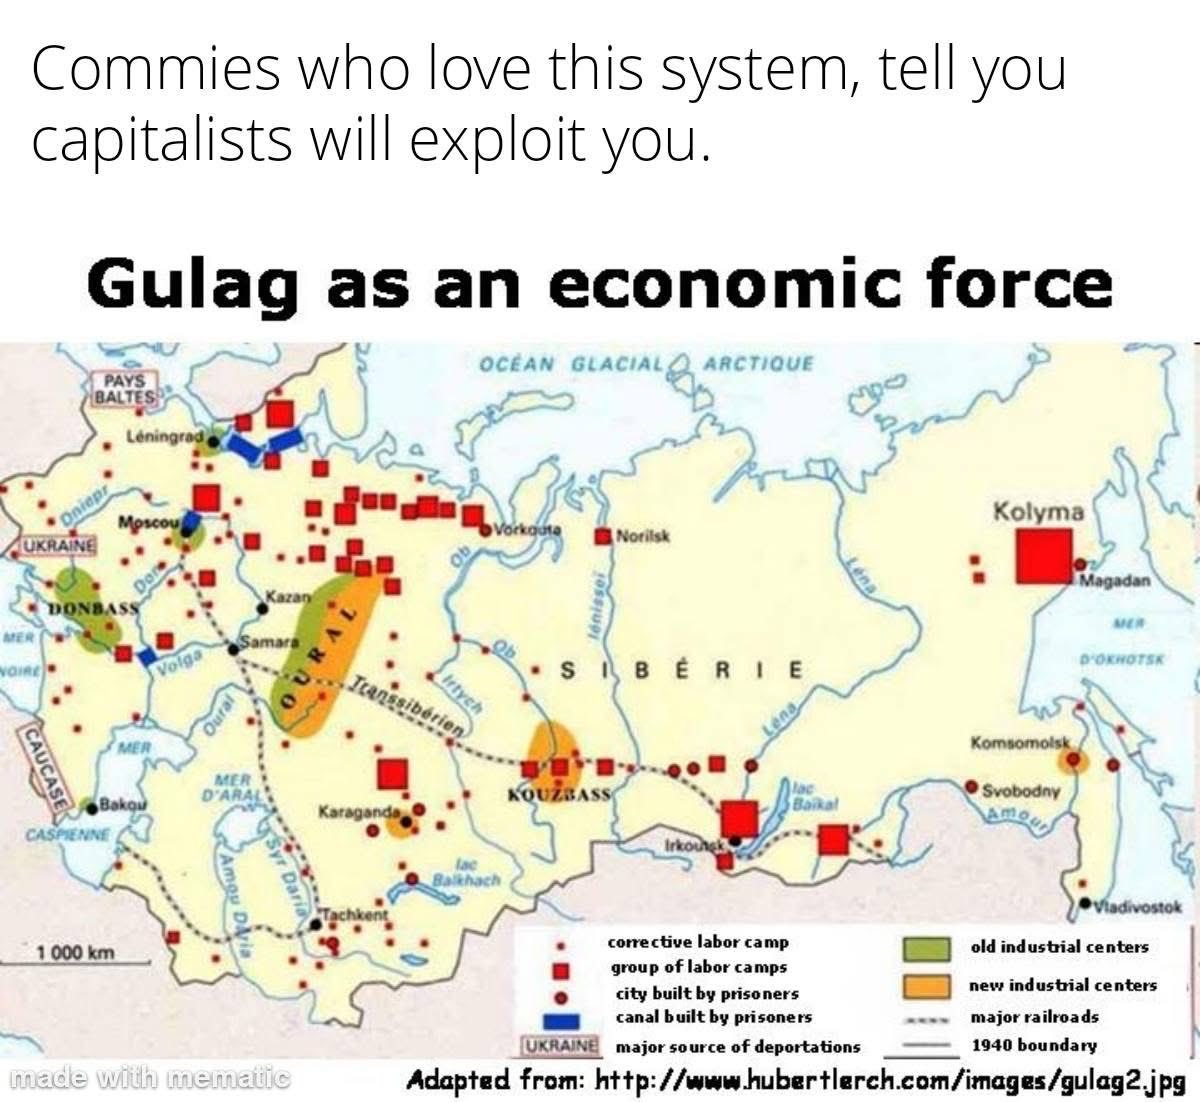 Commies who love this system, tell you
capitalists will exploit you.
Gulag as an economic force
OCÉAN GLACIAL ARCTIQUE
PAYS
BALTES
Léningrad
Dniepr
Moscou
Vorkouta
Norilsk
Kolyma
Magadan
UKRAINE
Ob
Iénisseï
Léna
Don
DONBASS
Kazan
MER
NOIRE
Volga
Samara
OURAL
Ob
SIBÉRIE
MER
D'OKHOTSK
Irtych
Transsibérien
Oural
Léna
CAUCASE
MER
CASPIENNE
Bakou
MER
D'ARAL
Karaganda
KOUZBASS
Komsomolsk
Svobodny
Amour
lac
Baïkal
Irkoutsk
Syr Daria
Amou Daria
lac
Balkhach
Tachkent
Vladivostok
1 000 km
corrective labor camp
group of labor camps
city built by prisoners
canal built by prisoners
UKRAINE major source of deportations
old industrial centers
new industrial centers
major railroads
1940 boundary
made with mematic
Adapted from: http://www.hubertlerch.com/images/gulag2.jpg